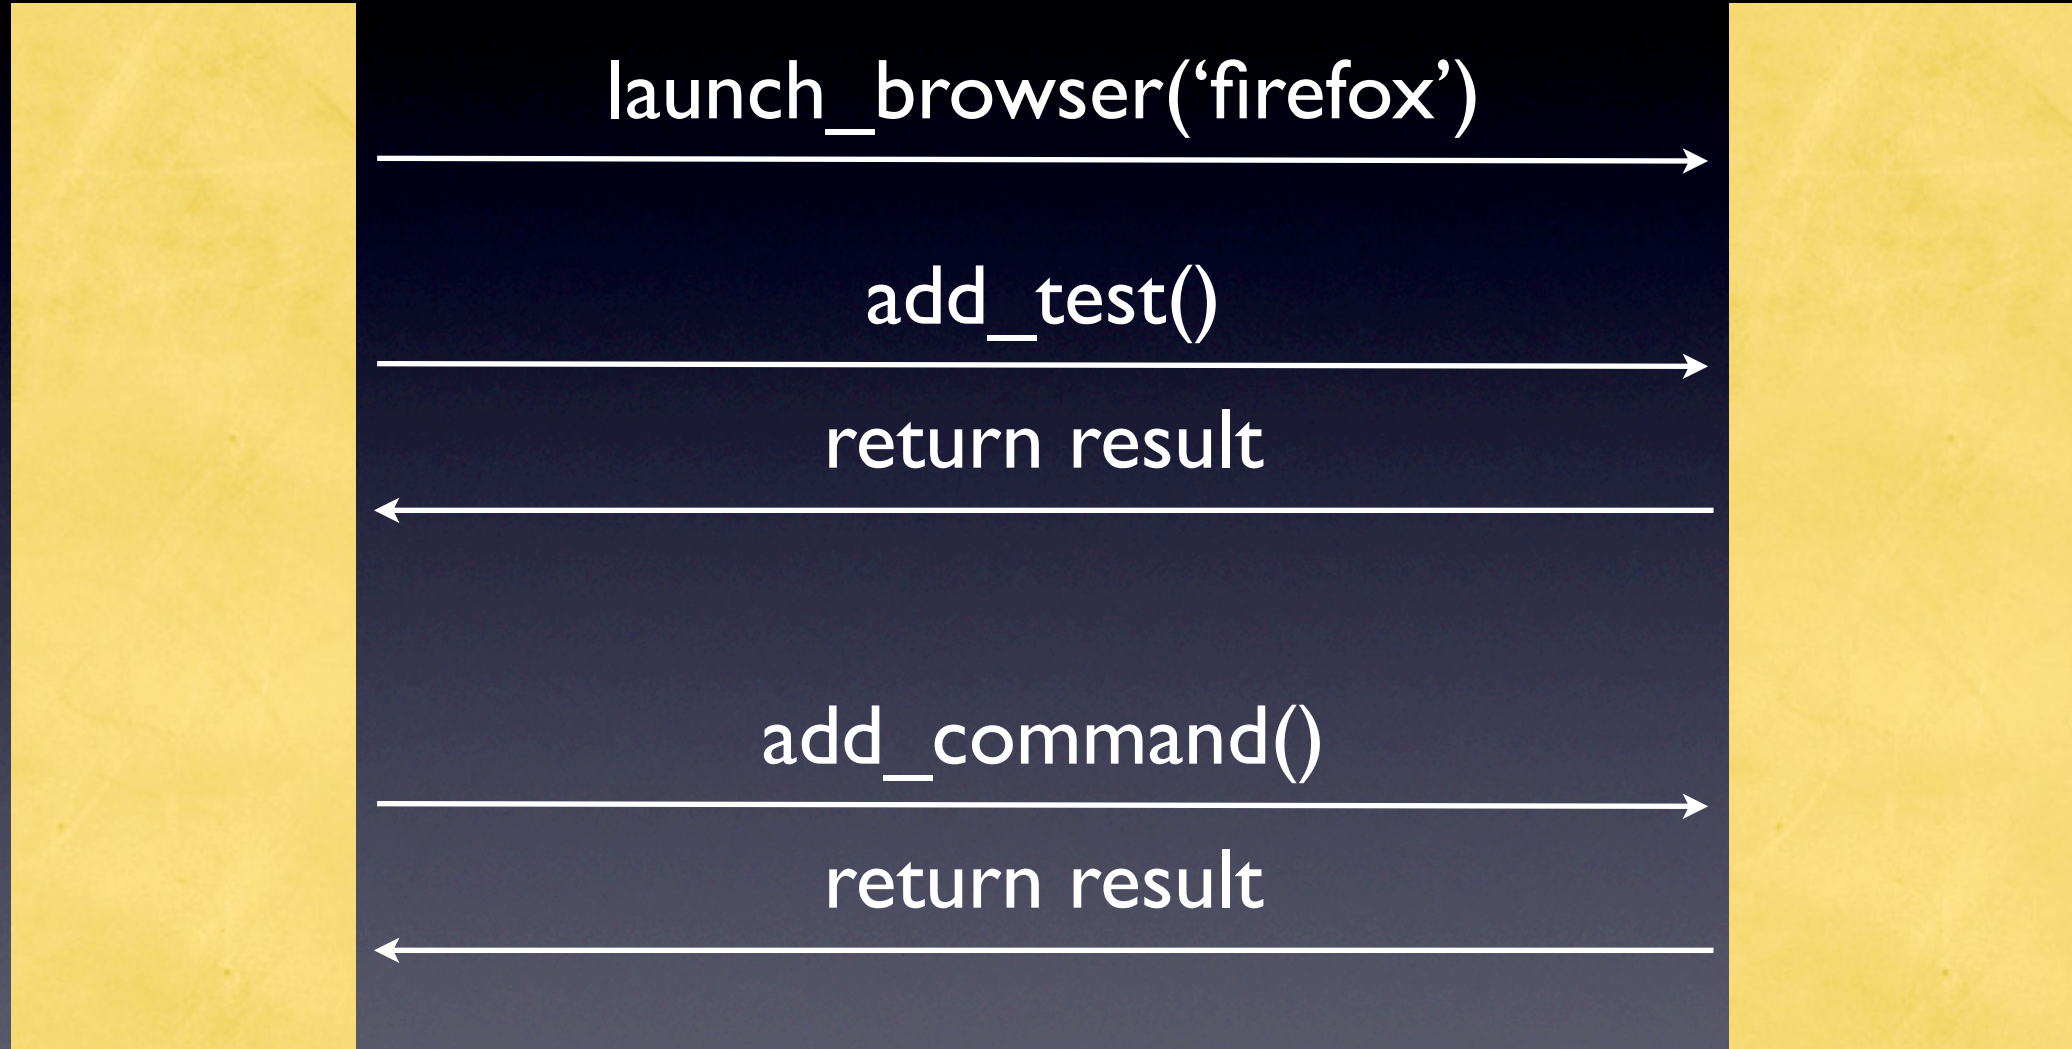 launch_browser(‘firefox’)
add_test()
return result
add_command()
return result